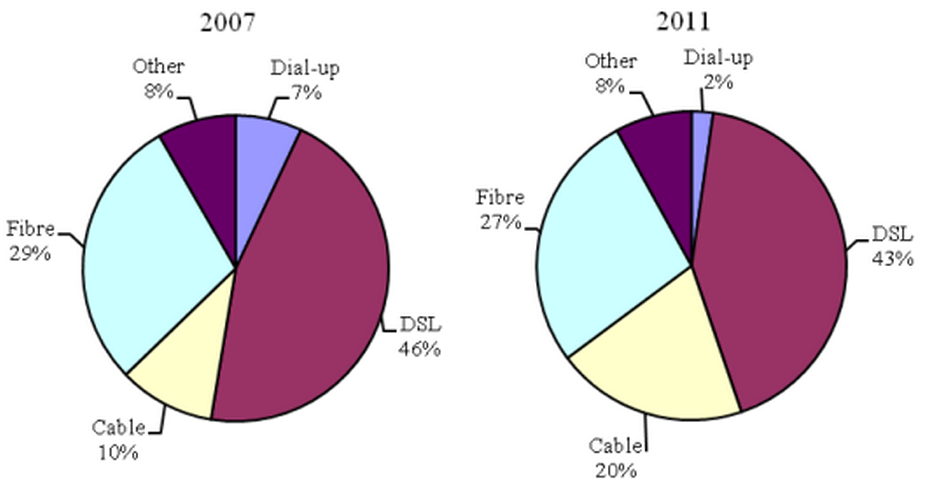 2007
Other
8%
Dial-up
7%
Fibre
29%
DSL
46%
Cable
10%
2011
Other
8%
Dial-up
2%
Fibre
27%
DSL
43%
Cable
20%